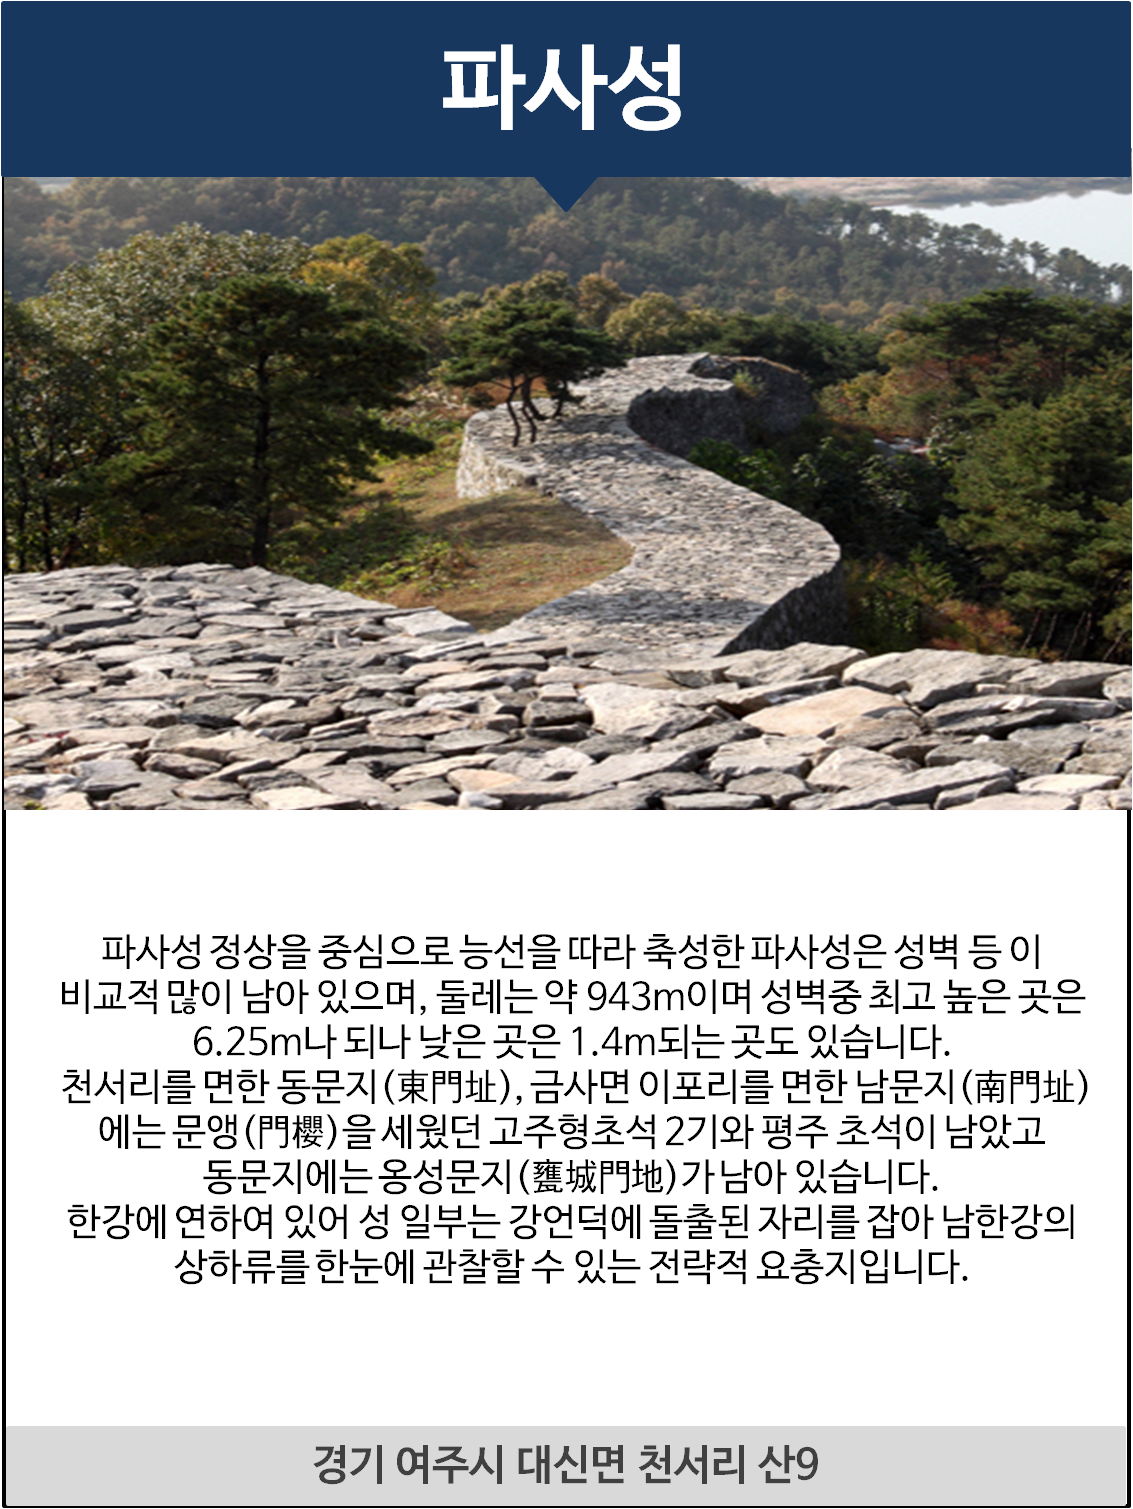 파사성
파사성 정상을 중심으로 능선을 따라 축성한 파사성은 성벽 등 이
비교적 많이 남아 있으며, 둘레는 약 943m이며 성벽중 최고 높은 곳은
6.25m나 되나 낮은 곳은 1.4m되는 곳도 있습니다.
천서리를 면한 동문지(東門址), 금사면 이포리를 면한 남문지(南門址)
에는 문앵(門櫻)을 세웠던 고주형초석 2기와 평주 초석이 남았고
동문지에는 옹성문지(甕城門地)가 남아 있습니다.
한강에 연하여 있어 성 일부는 강언덕에 돌출된 자리를 잡아 남한강의
상하류를 한눈에 관찰할 수 있는 전략적 요충지입니다.
경기 여주시 대신면 천서리 산9